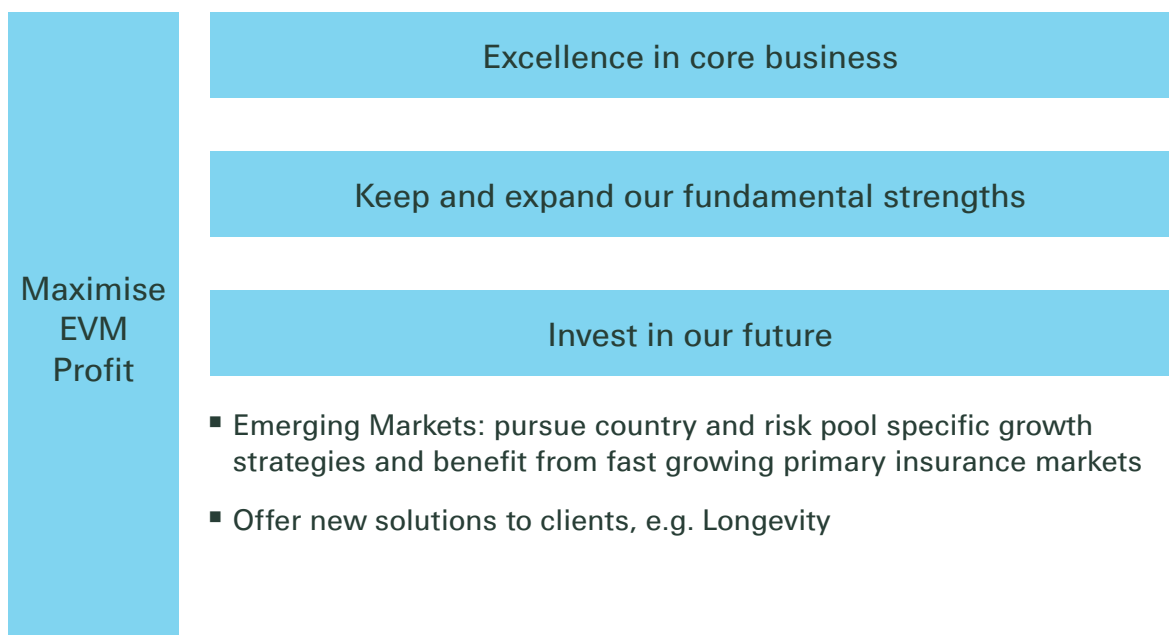 Maximise
EVM
Profit
Excellence in core business
Keep and expand our fundamental strengths
Invest in our future
▪ Emerging Markets: pursue country and risk pool specific growth
strategies and benefit from fast growing primary insurance markets
▪ Offer new solutions to clients, e.g. Longevity